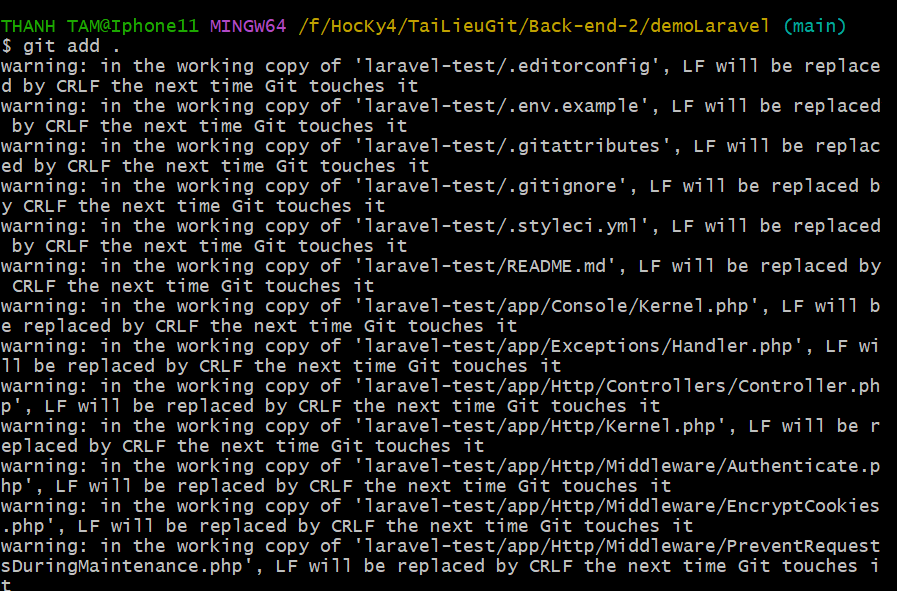 THANH TAM@Iphone11 MINGW64 /f/HocKy4/TaiLieuGit/Back-end-2/demoLaravel (main)
$ git add .
warning: in the working copy of 'laravel-test/.editorconfig', LF will be replace
d by CRLF the next time Git touches it
warning: in the working copy of 'laravel-test/.env.example', LF will be replaced
 by CRLF the next time Git touches it
warning: in the working copy of 'laravel-test/.gitattributes', LF will be replac
ed by CRLF the next time Git touches it
warning: in the working copy of 'laravel-test/.gitignore', LF will be replaced b
y CRLF the next time Git touches it
warning: in the working copy of 'laravel-test/.styleci.yml', LF will be replaced
 by CRLF the next time Git touches it
warning: in the working copy of 'laravel-test/README.md', LF will be replaced by
 CRLF the next time Git touches it
warning: in the working copy of 'laravel-test/app/Console/Kernel.php', LF will b
e replaced by CRLF the next time Git touches it
warning: in the working copy of 'laravel-test/app/Exceptions/Handler.php', LF wi
ll be replaced by CRLF the next time Git touches it
warning: in the working copy of 'laravel-test/app/Http/Controllers/Controller.ph
p', LF will be replaced by CRLF the next time Git touches it
warning: in the working copy of 'laravel-test/app/Http/Kernel.php', LF will be r
eplaced by CRLF the next time Git touches it
warning: in the working copy of 'laravel-test/app/Http/Middleware/Authenticate.p
hp', LF will be replaced by CRLF the next time Git touches it
warning: in the working copy of 'laravel-test/app/Http/Middleware/EncryptCookies
.php', LF will be replaced by CRLF the next time Git touches it
warning: in the working copy of 'laravel-test/app/Http/Middleware/PreventRequest
sDuringMaintenance.php', LF will be replaced by CRLF the next time Git touches i
t